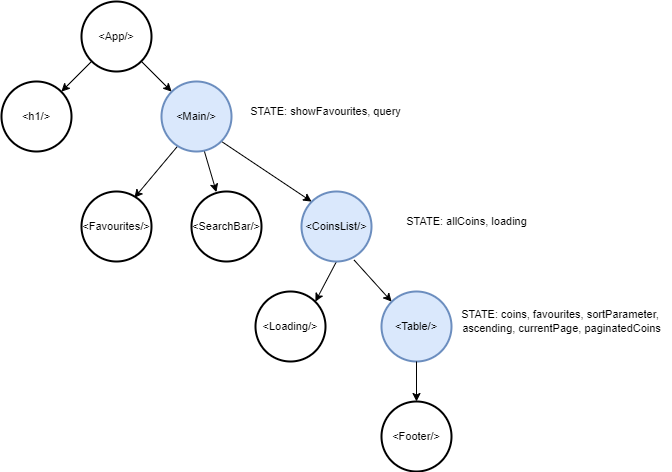 <App/>
<h1/>
<Main/>
STATE: showFavourites, query
<Favourites/>
<SearchBar/>
<CoinsList/>
STATE: allCoins, loading
<Loading/>
<Table/>
STATE: coins, favourites, sortParameter,
ascending, currentPage, paginatedCoins
<Footer/>